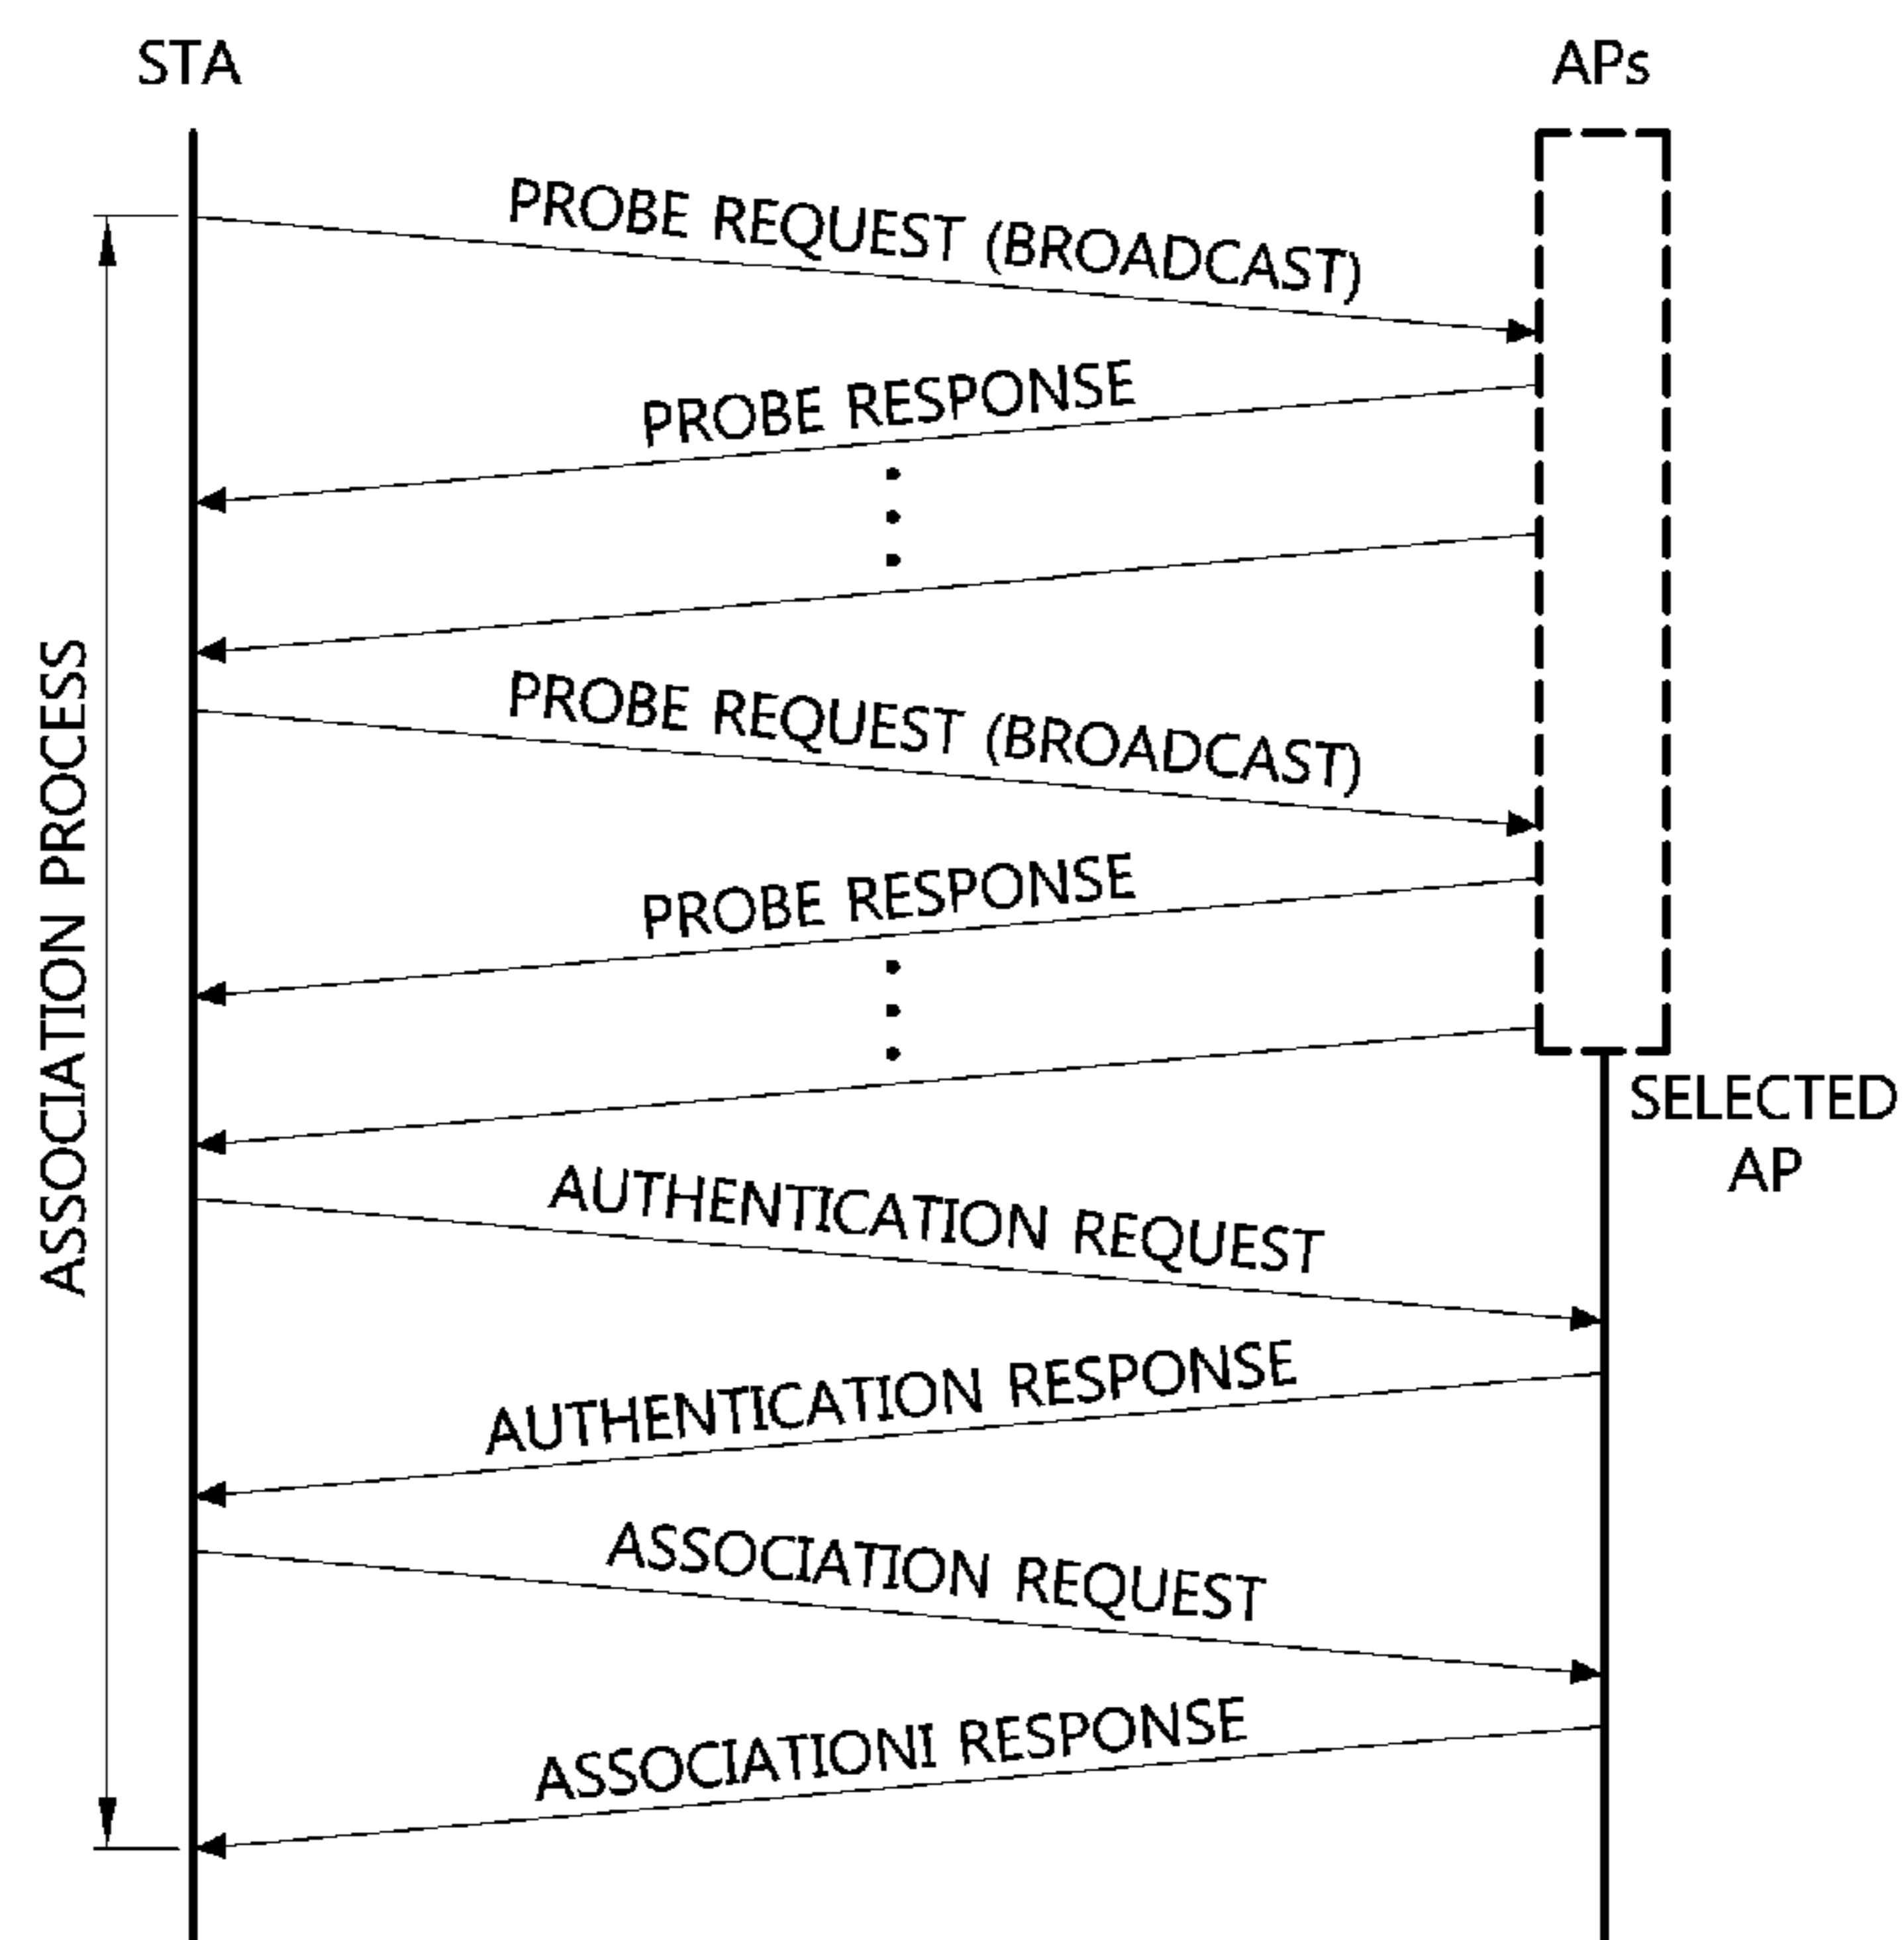 STA
APs
PROBE REQUEST (BROADCAST)
PROBE RESPONSE
PROBE REQUEST (BROADCAST)
PROBE RESPONSE
ASSOCIATION PROCESS
SELECTED
AP
AUTHENTICATION REQUEST
AUTHENTICATION RESPONSE
ASSOCIATION REQUEST
ASSOCIATIONI RESPONSE